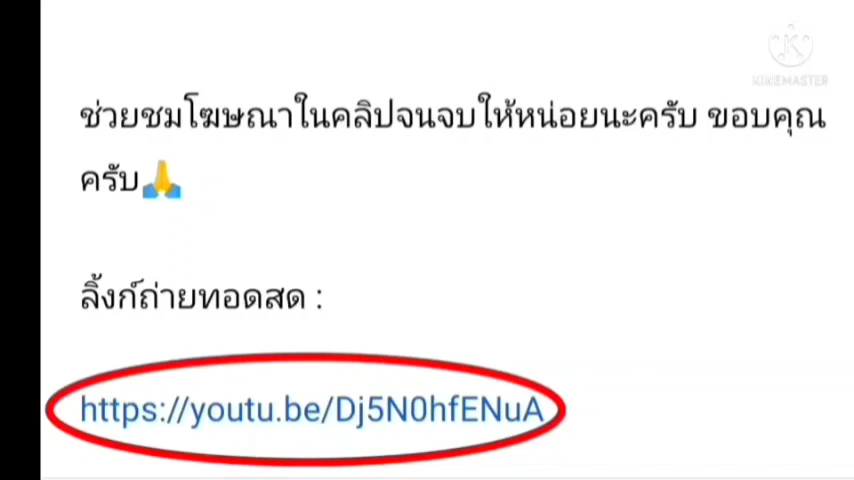 KINEMASTER
ช่วยชมโฆษณาในคลิปจนจบให้หน่อยนะครับ ขอบคุณ
ครับ🙏
ลิ้งก์ถ่ายทอดสด :
https://youtu.be/Dj5N0hfENuA